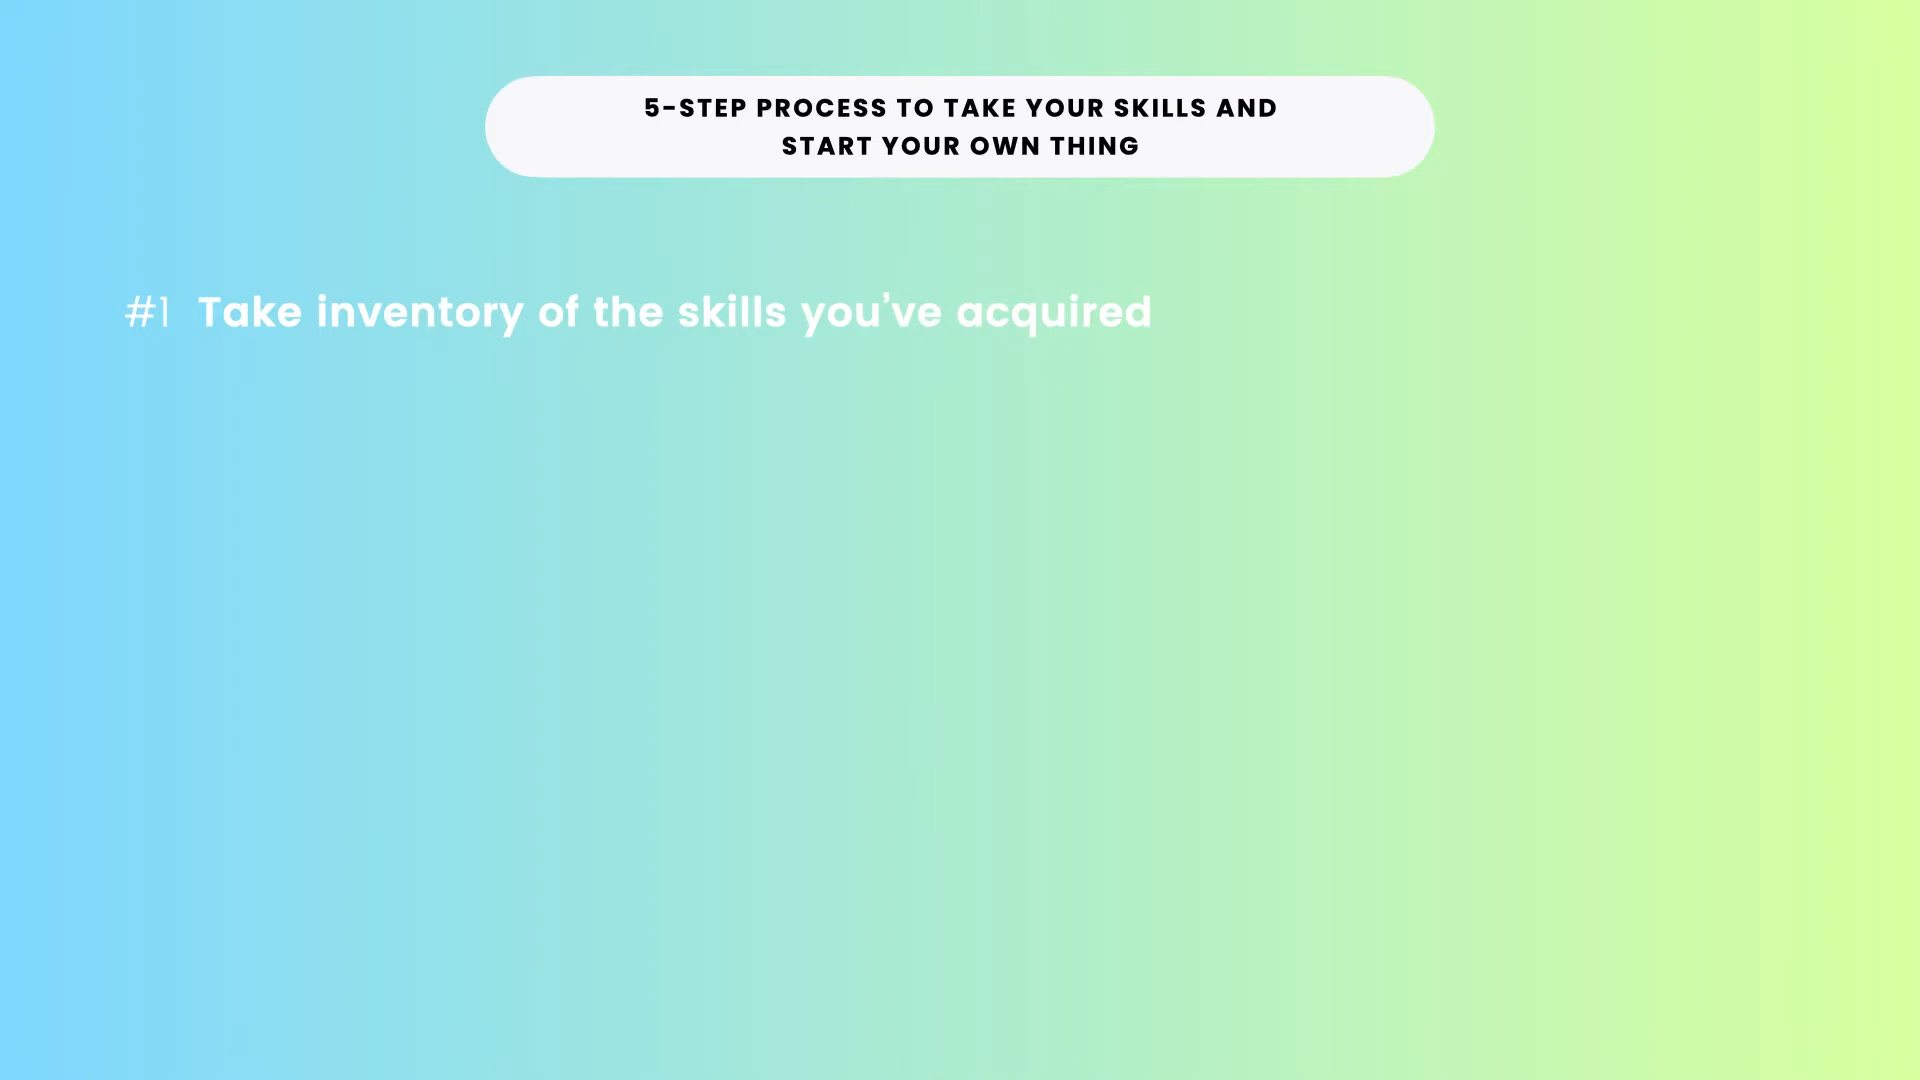 5-STEP PROCESS TO TAKE YOUR SKILLS AND
START YOUR OWN THING
#1 Take inventory of the skills you’ve acquired